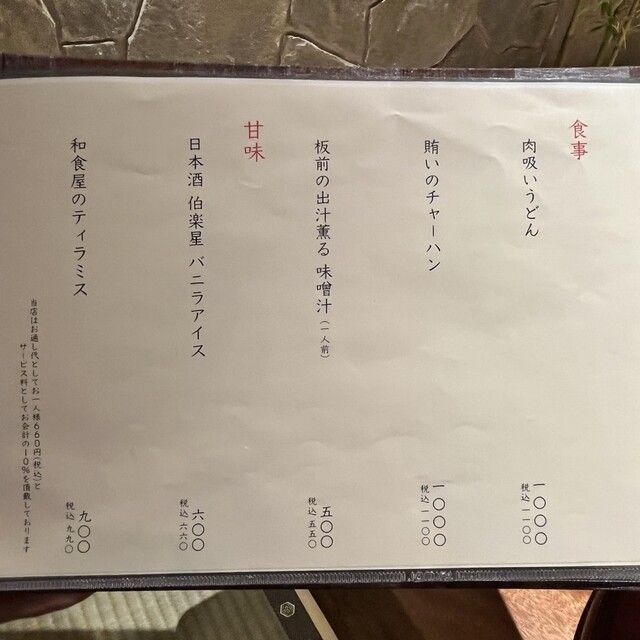 食事
肉吸いうどん
一〇〇〇
税込 一一〇〇
賄いのチャーハン
一〇〇〇
税込 一一〇〇
板前の出汁薫る 味噌汁（一人前）
五〇〇
税込 五五〇
甘味
日本酒 伯楽星 バニラアイス
六〇〇
税込 六六〇
和食屋のティラミス
九〇〇
税込 九九〇
当店はお通し代としてお一人様660円(税込)と
サービス料としてお会計の10%を頂戴しております